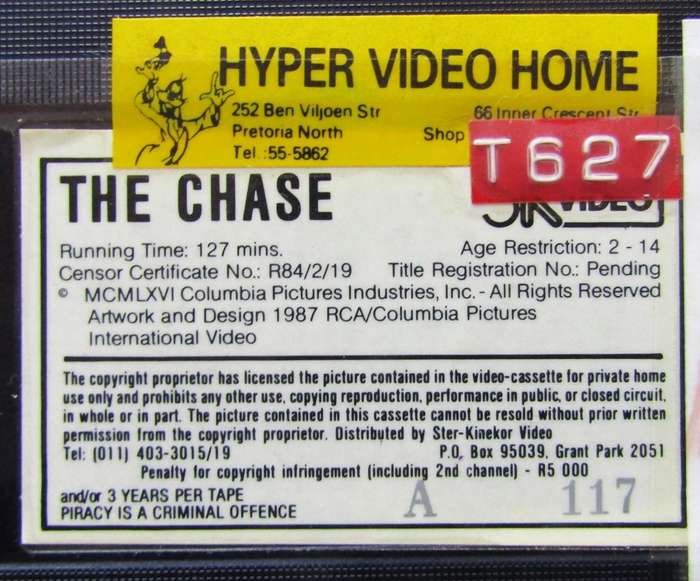 HYPER VIDEO HOME
252 Ben Viljoen Str
66 Inner Crescent Str
Pretoria North
Shop
Tel :55-5862
T627
THE CHASE
SK VIDEO
Running Time: 127 mins.
Age Restriction: 2 - 14
Censor Certificate No.: R84/2/19
Title Registration No.: Pending
© MCMLXVI Columbia Pictures Industries, Inc. - All Rights Reserved
Artwork and Design 1987 RCA/Columbia Pictures
International Video
The copyright proprietor has licensed the picture contained in the video-cassette for private home
use only and prohibits any other use, copying reproduction, performance in public, or closed circuit,
in whole or in part. The picture contained in this cassette cannot be resold without prior written
permission from the copyright proprietor. Distributed by Ster-Kinekor Video
Tel: (011) 403-3015/19
P.O. Box 95039, Grant Park 2051
Penalty for copyright infringement (including 2nd channel) - R5 000
and/or 3 YEARS PER TAPE
PIRACY IS A CRIMINAL OFFENCE
A 117